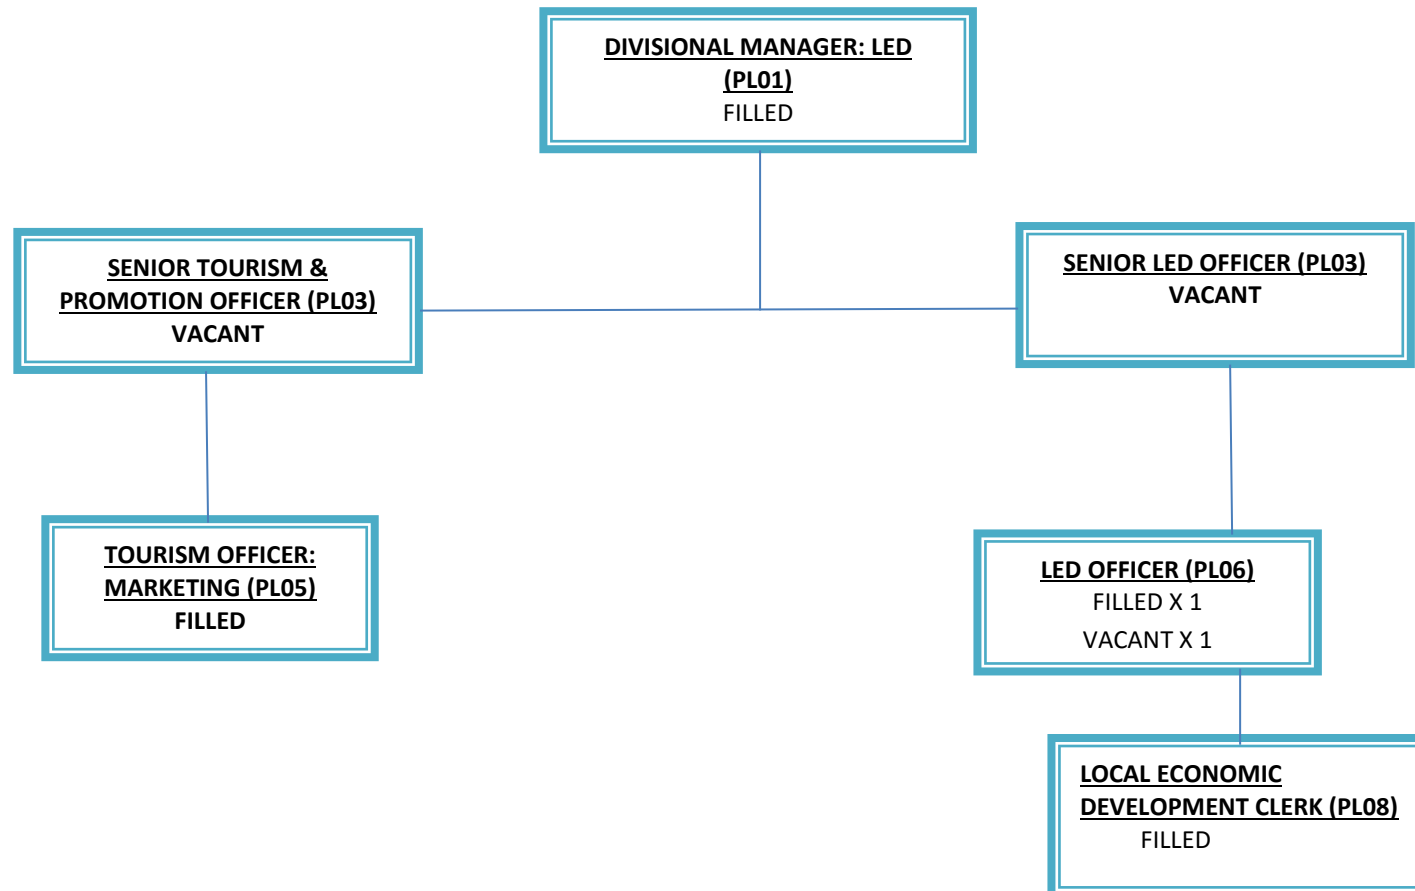 DIVISIONAL MANAGER: LED
(PL01)
FILLED
SENIOR TOURISM &
PROMOTION OFFICER (PL03)
VACANT
SENIOR LED OFFICER (PL03)
VACANT
TOURISM OFFICER:
MARKETING (PL05)
FILLED
LED OFFICER (PL06)
FILLED X 1
VACANT X 1
LOCAL ECONOMIC
DEVELOPMENT CLERK (PL08)
FILLED